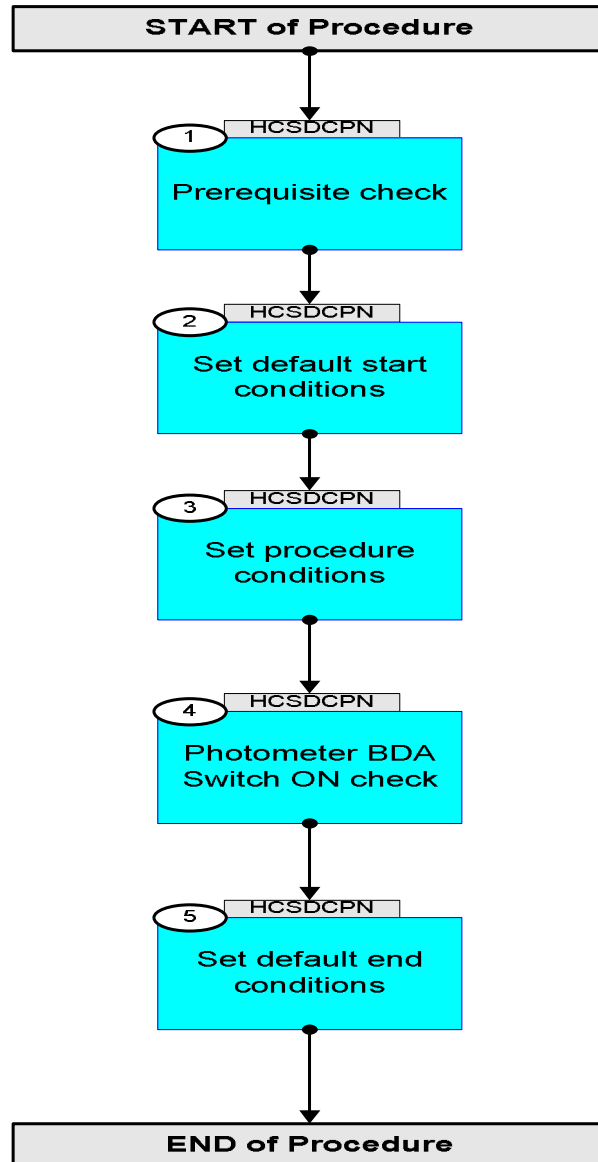 START of Procedure
HCSDCPN
1
Prerequisite check
HCSDCPN
2
Set default start
conditions
HCSDCPN
3
Set procedure
conditions
HCSDCPN
4
Photometer BDA
Switch ON check
HCSDCPN
5
Set default end
conditions
END of Procedure